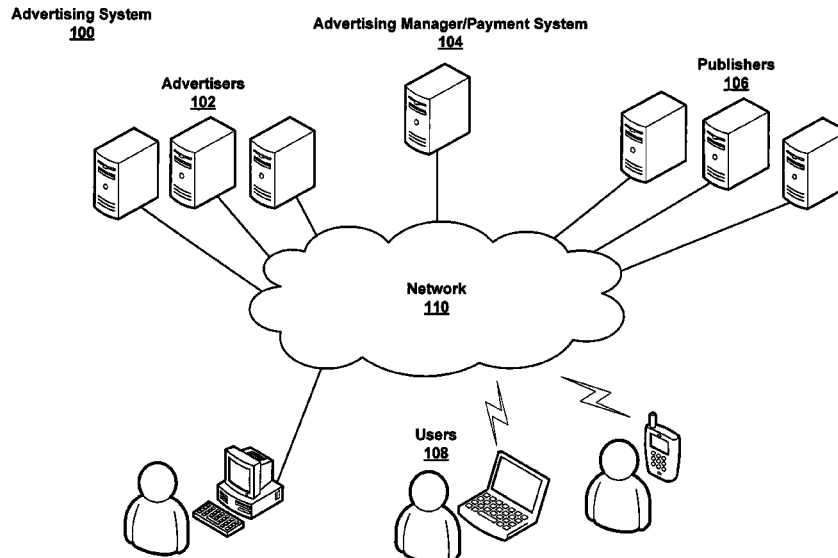 Advertising System
100
Advertising Manager/Payment System
104
Advertisers
102
Publishers
106
Network
110
Users
108